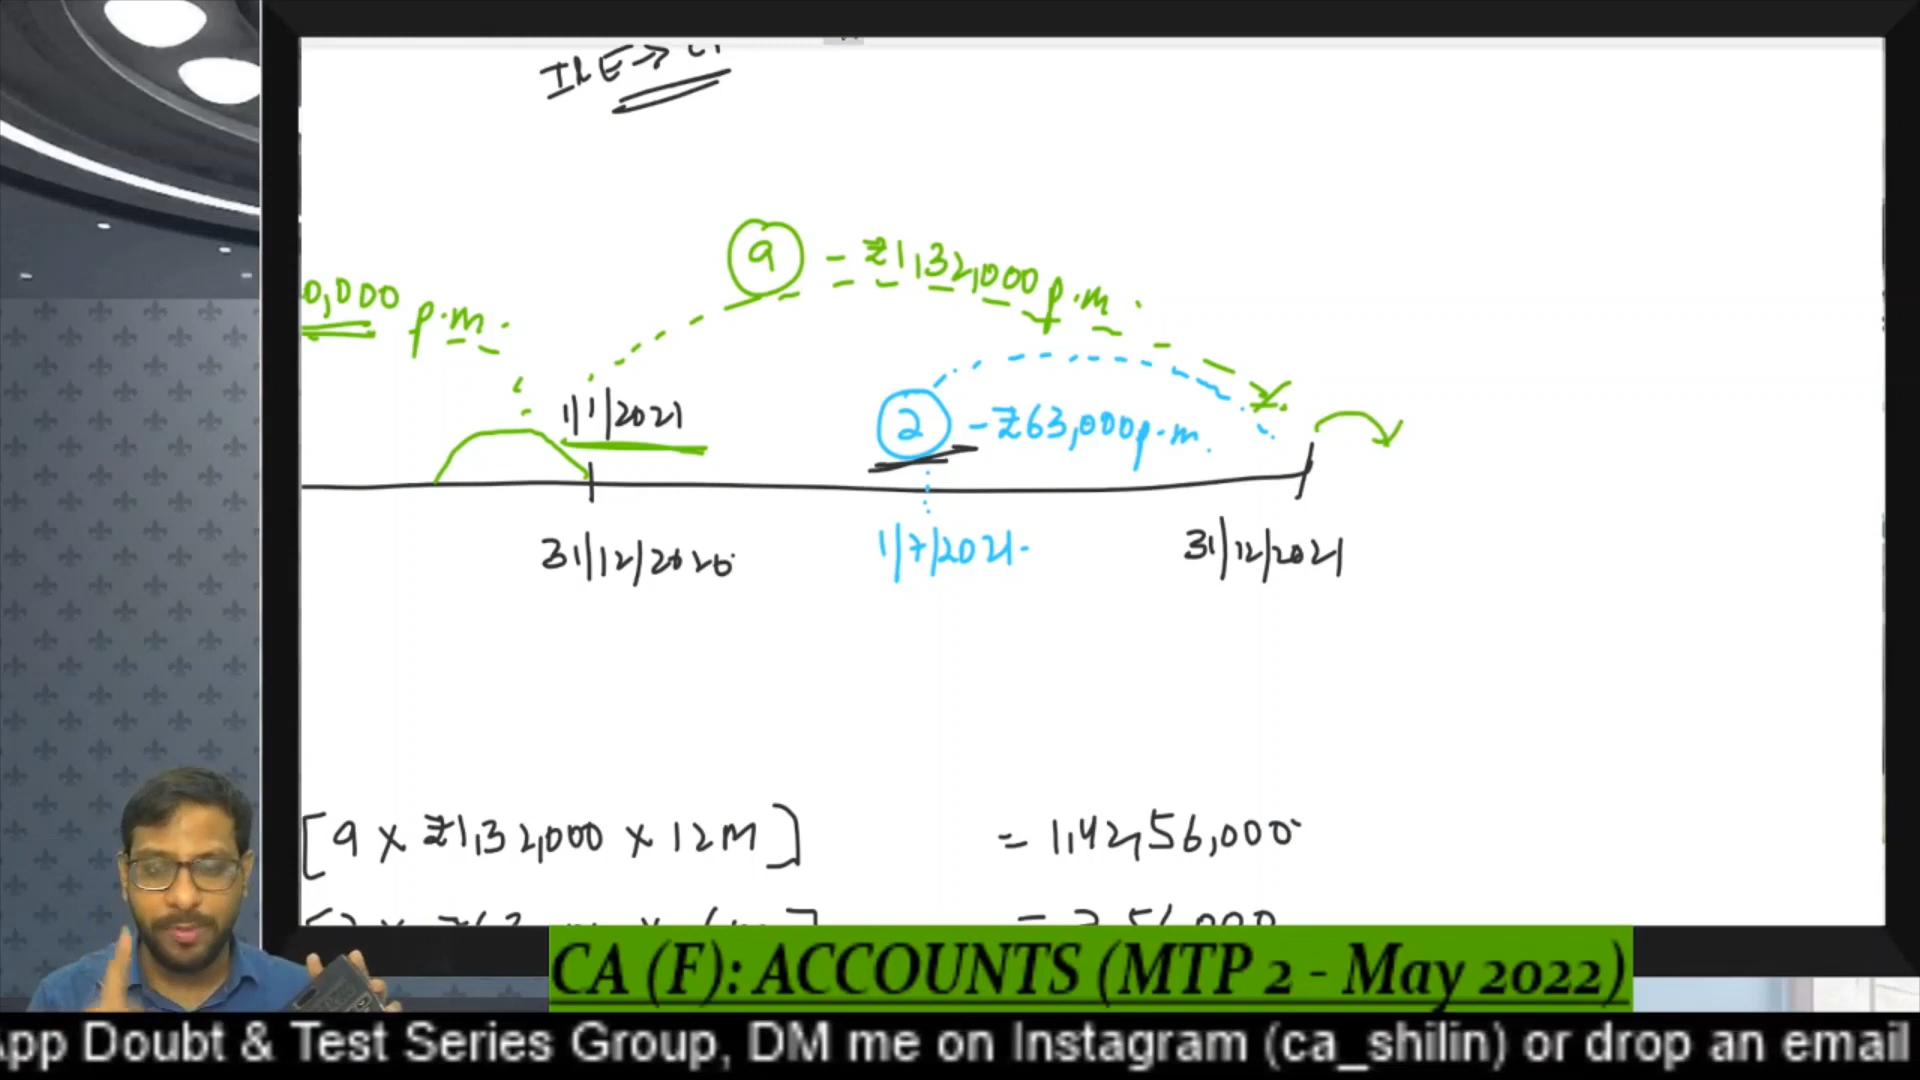 ILE →
9 - ₹1,32,000 p.m.
0,000 p.m.
1/1/2021
2 - ₹63,000 p.m.
31/12/2020
1/7/2021
31/12/2021
[9 x ₹1,32,000 x 12M] = 1,42,56,000
CA (F): ACCOUNTS (MTP 2 - May 2022)
App Doubt & Test Series Group, DM me on Instagram (ca_shilin) or drop an email